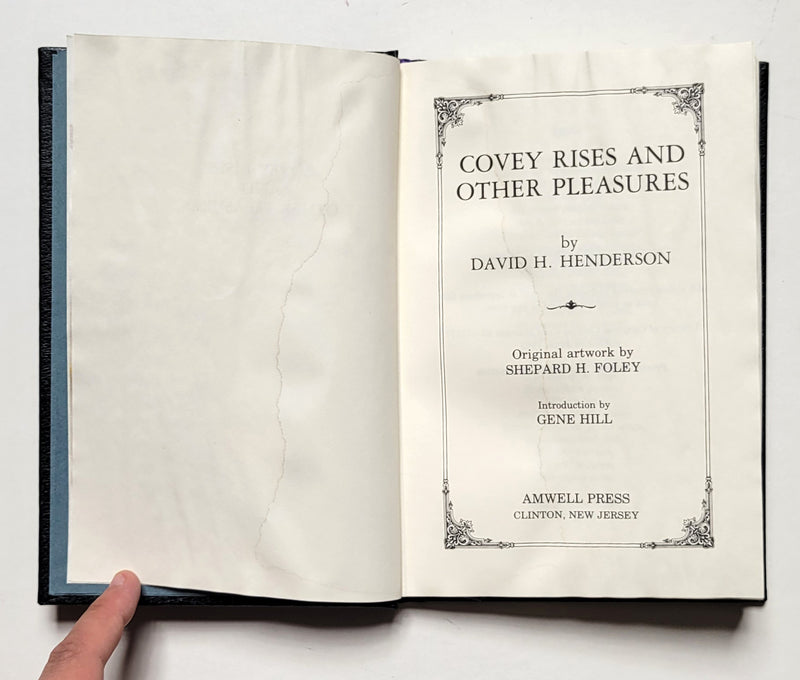 COVEY RISES AND
OTHER PLEASURES
by
DAVID H. HENDERSON
Original artwork by
SHEPARD H. FOLEY
Introduction by
GENE HILL
AMWELL PRESS
CLINTON, NEW JERSEY